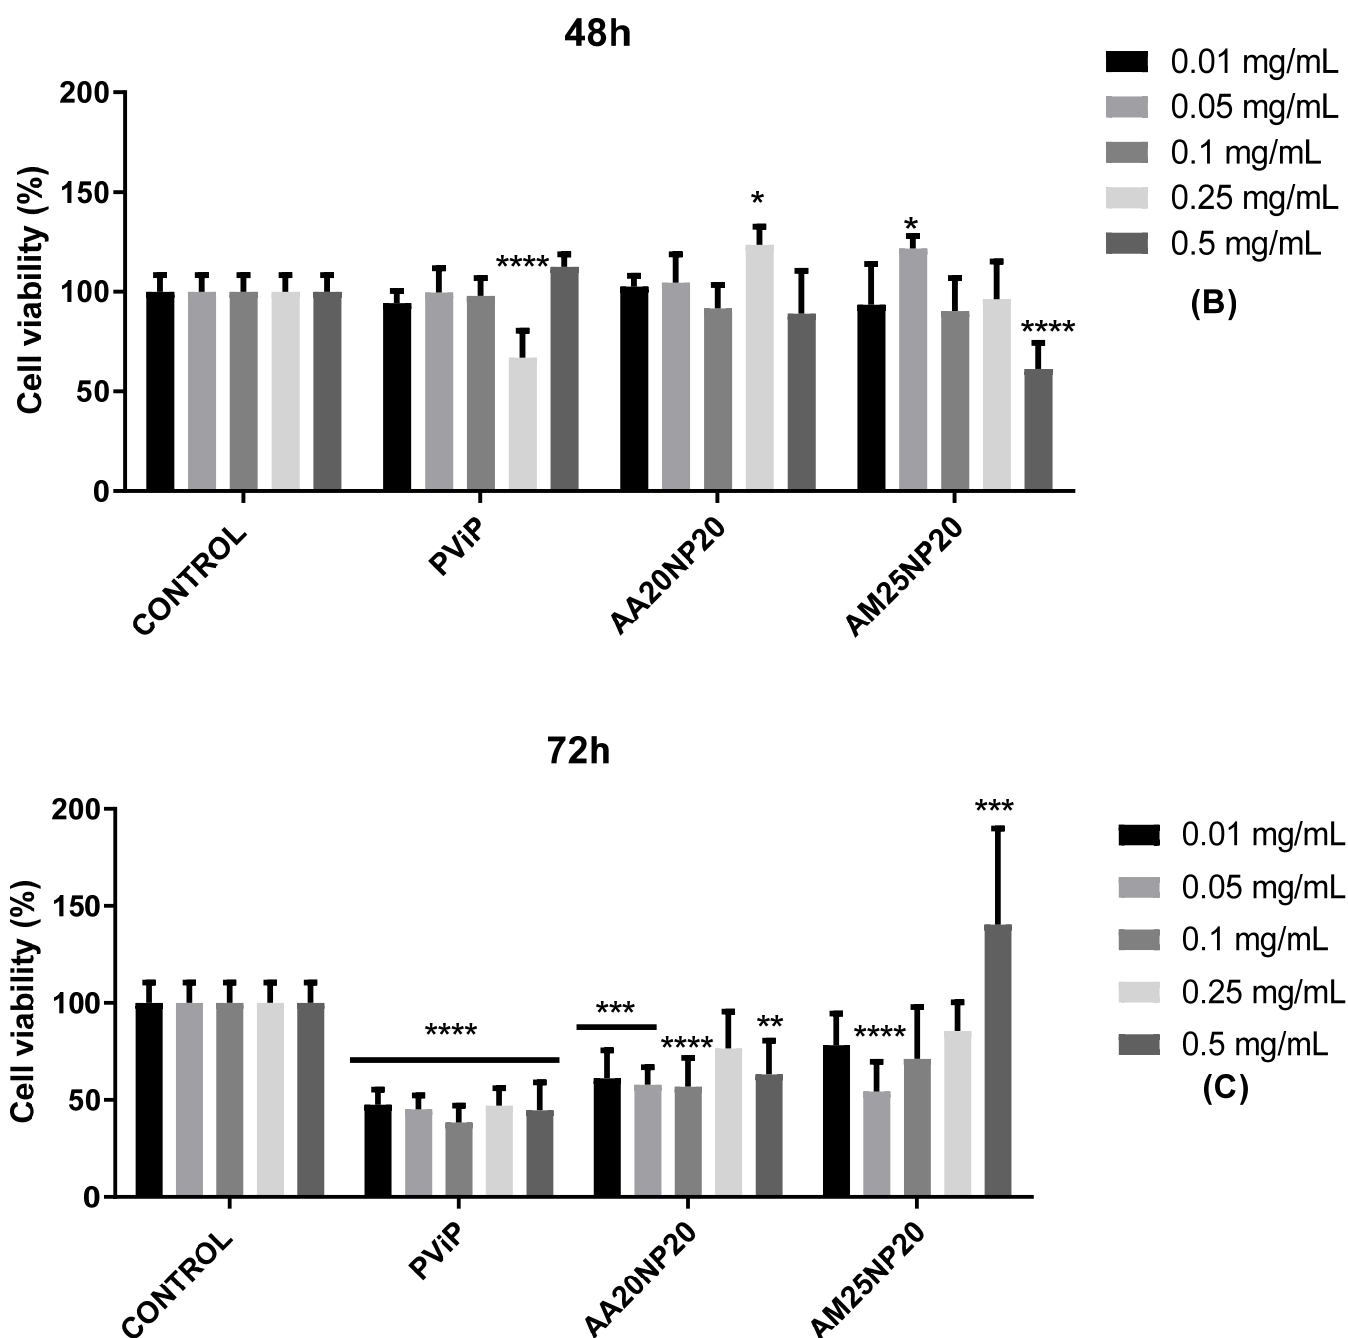 48h
Cell viability (%)
200
150
100
50
0
****
*
*
****
CONTROL
PViP
AA20NP20
AM25NP20
0.01 mg/mL
0.05 mg/mL
0.1 mg/mL
0.25 mg/mL
0.5 mg/mL
(B)
72h
Cell viability (%)
200
150
100
50
0
****
***
****
**
****
***
CONTROL
PViP
AA20NP20
AM25NP20
0.01 mg/mL
0.05 mg/mL
0.1 mg/mL
0.25 mg/mL
0.5 mg/mL
(C)